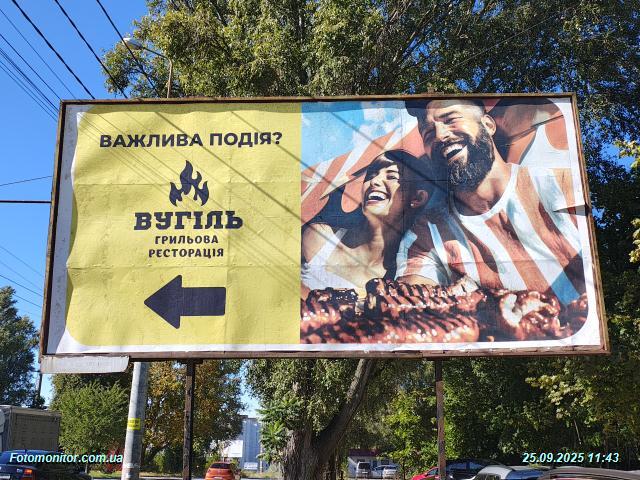 ВАЖЛИВА ПОДІЯ?
ВУГІЛЬ
ГРИЛЬОВА
РЕСТОРАЦІЯ
Fotomonitor.com.ua
25.09.2025 11:43